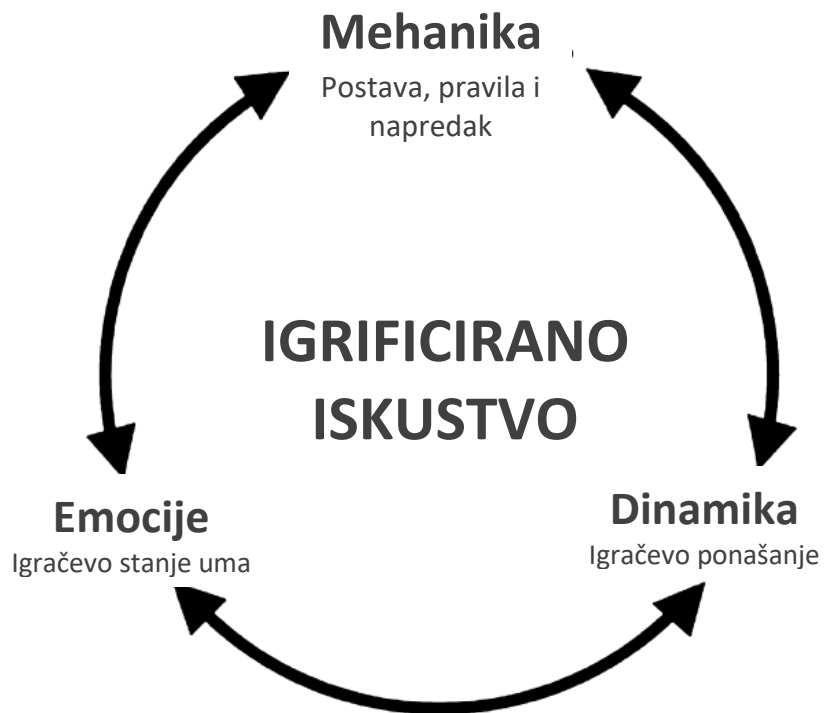 Mehanika
Postava, pravila i
napredak
IGRIFICIRANO
ISKUSTVO
Emocije
Igračevo stanje uma
Dinamika
Igračevo ponašanje